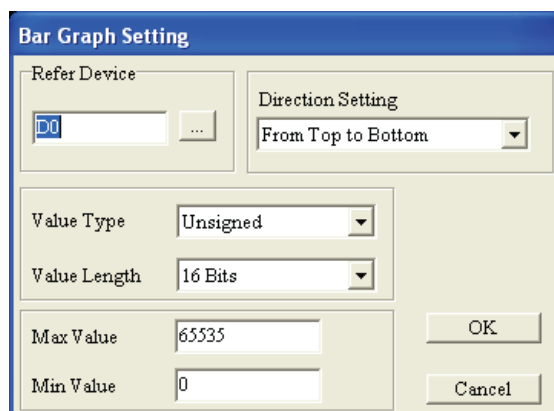 Bar Graph Setting
Refer Device
D0
...
Direction Setting
From Top to Bottom
Value Type
Unsigned
Value Length
16 Bits
Max Value
65535
Min Value
0
OK
Cancel